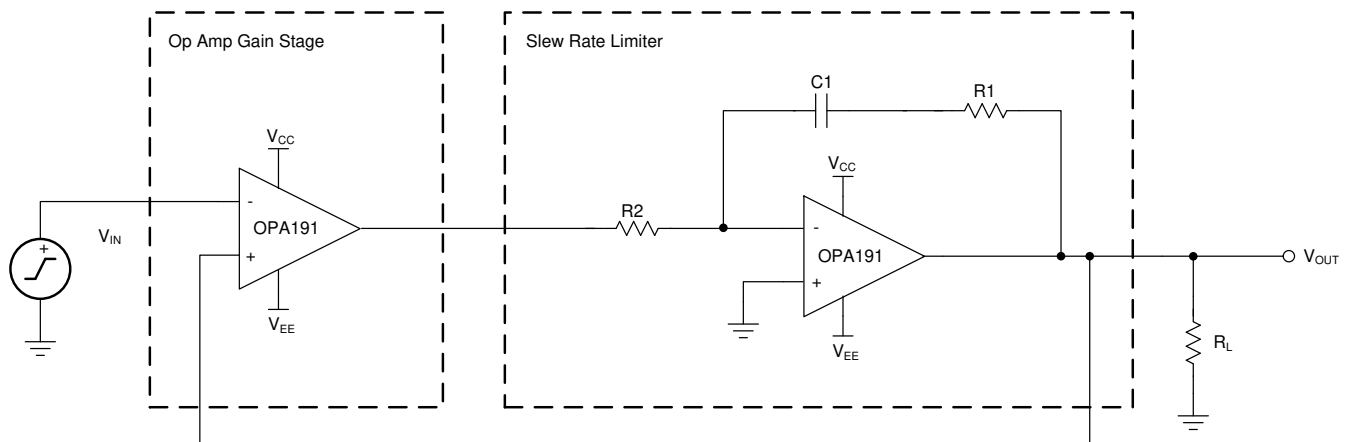 Op Amp Gain Stage
Slew Rate Limiter
C1
R1
VCC
VCC
R2
-
OPA191
+
VIN
+
VEE
-
OPA191
+
VEE
VOUT
RL